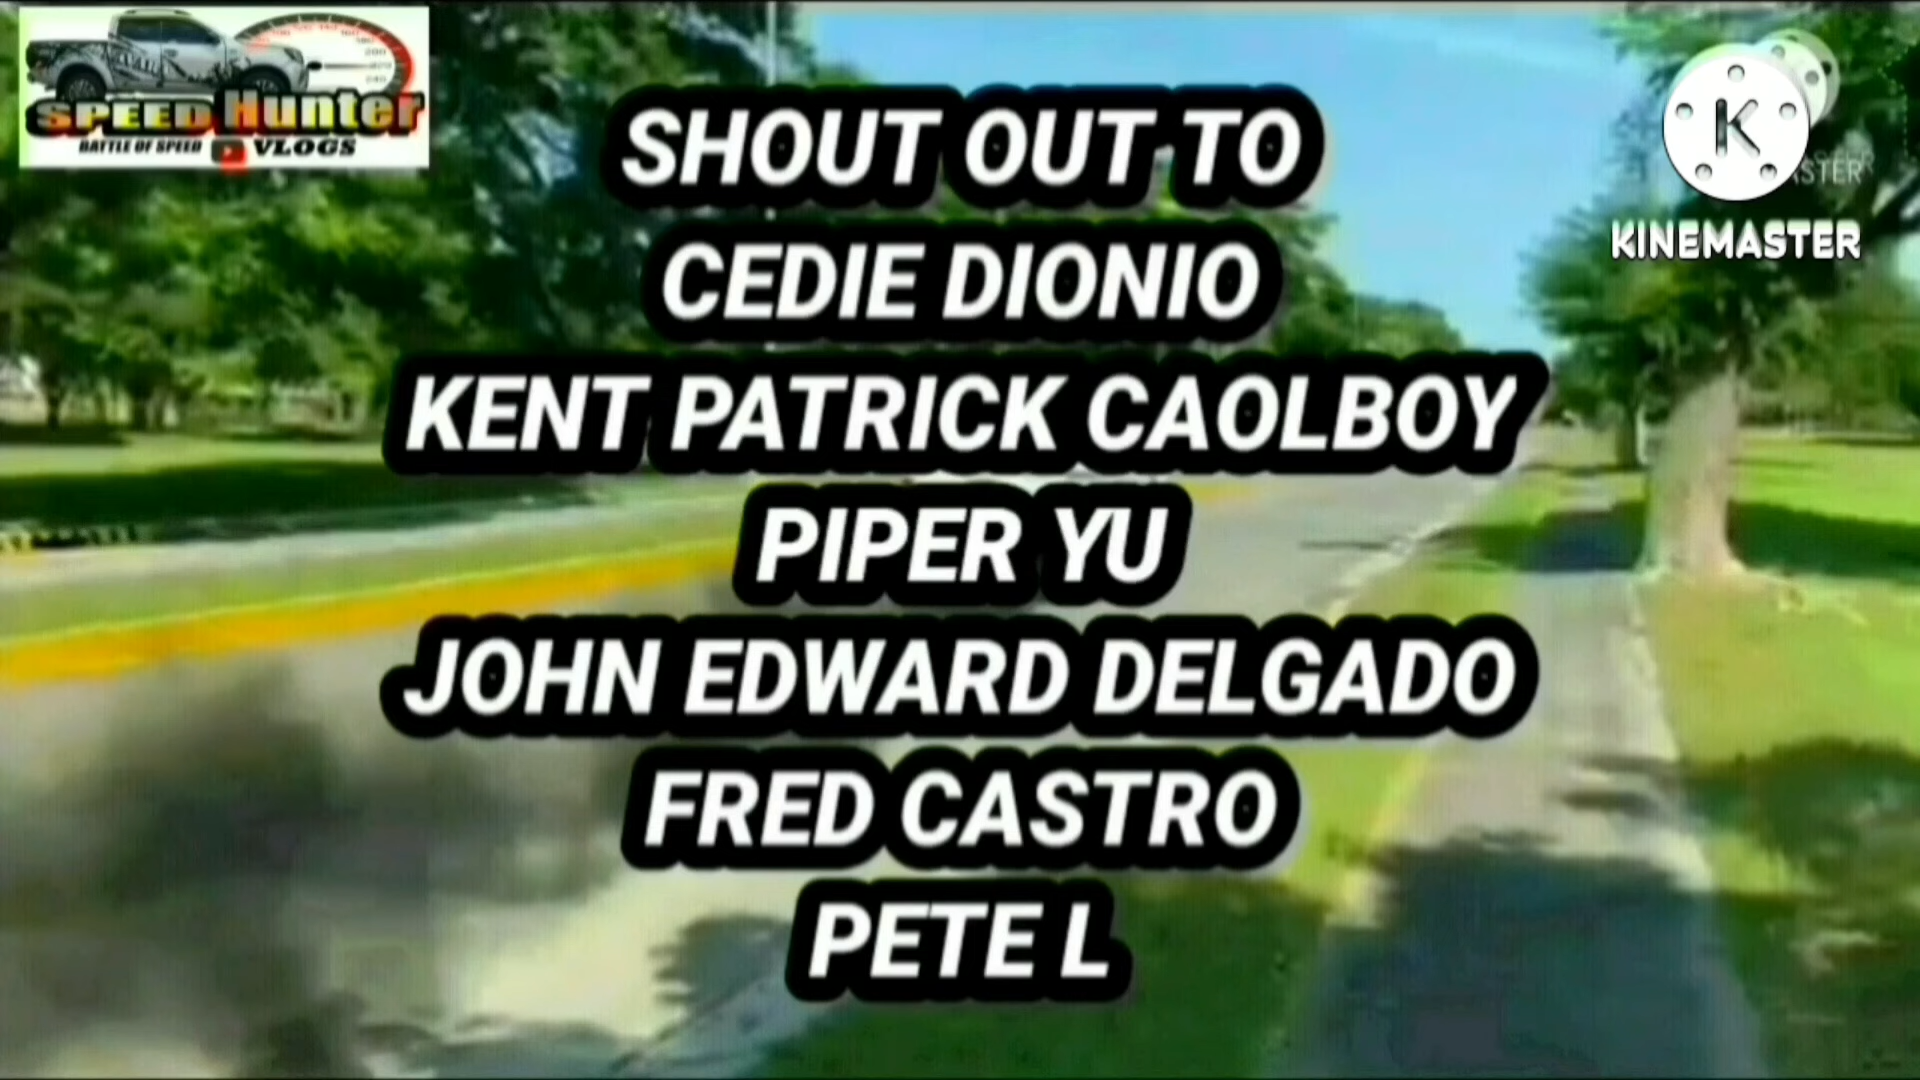 SPEED Hunter
BATTLE OF SPEED VLOGS
SHOUT OUT TO
CEDIE DIONIO
KENT PATRICK CAOLBOY
PIPER YU
JOHN EDWARD DELGADO
FRED CASTRO
PETE L
K
KINEMASTER